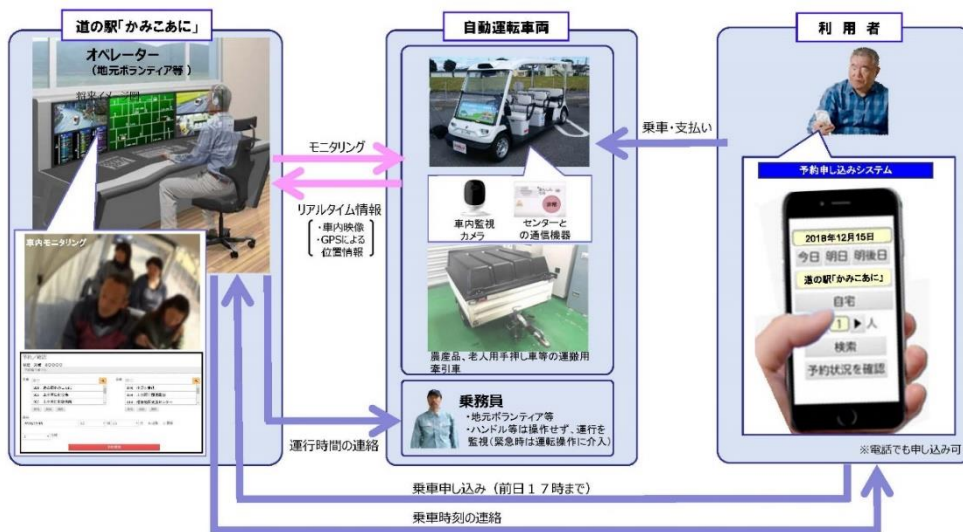 道の駅「かみこあに」
オペレーター
（地元ボランティア等 ）
将来イメージ図
車内モニタリング
予約／確認
モニタリング
リアルタイム情報
・車内映像
・GPSによる
位置情報
自動運転車両
車内監視
カメラ
センターと
の通信機器
農産品、老人用手押し車等の運搬用
牽引車
乗務員
・地元ボランティア等
・ハンドル等は操作せず、運行を
監視（緊急時は運転操作に介入）
運行時間の連絡
乗車・支払い
利 用 者
予約申し込みシステム
2018年12月15日
今日 明日 明後日
道の駅「かみこあに」
自宅
1 ▶ 人
検索
予約状況を確認
※電話でも申し込み可
乗車申し込み（前日１７時まで）
乗車時刻の連絡